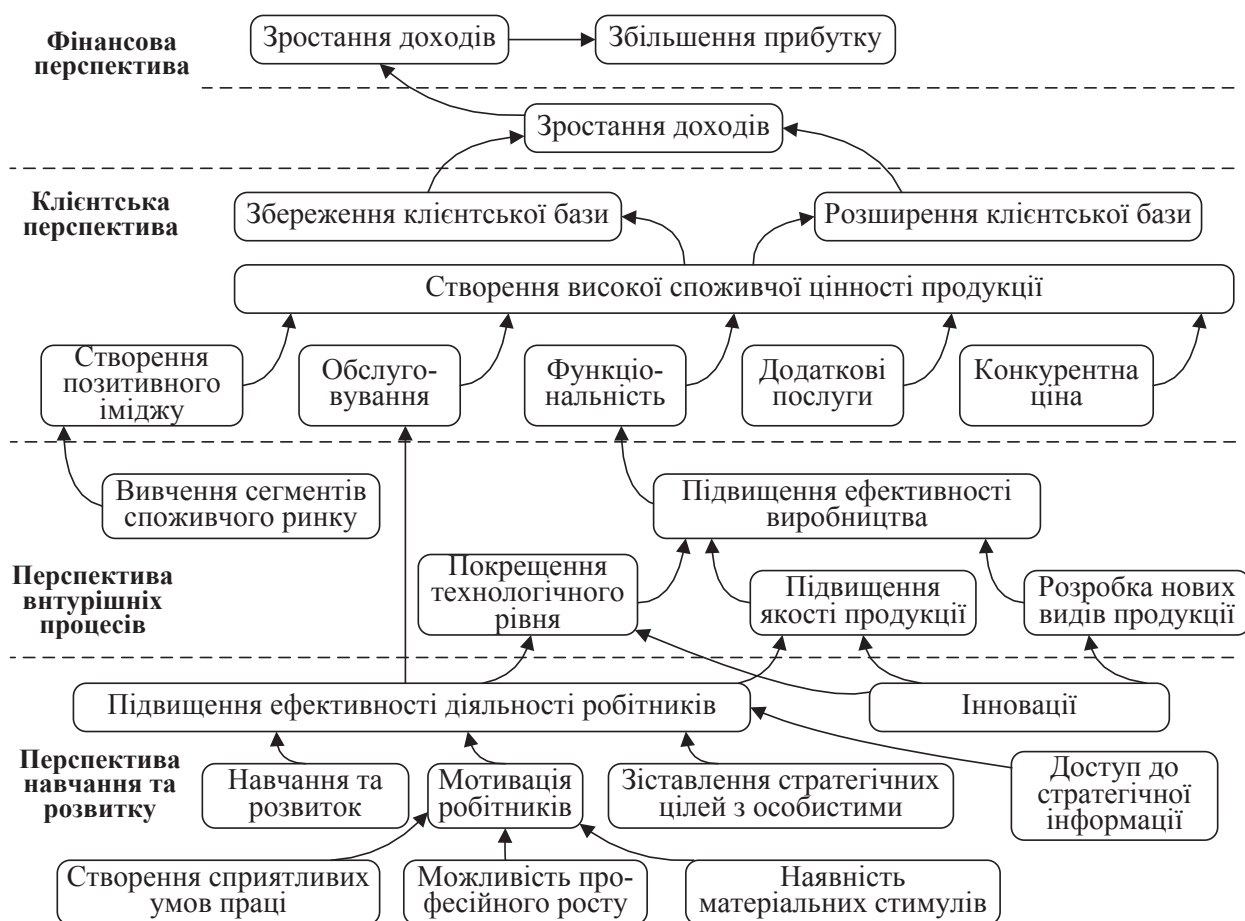 Фінансова
перспектива
Зростання доходів
Збільшення прибутку
Зростання доходів
Клієнтська
перспектива
Збереження клієнтської бази
Розширення клієнтської бази
Створення високої споживчої цінності продукції
Створення
позитивного
іміджу
Обслуго-
вування
Функціо-
нальність
Додаткові
послуги
Конкурентна
ціна
Вивчення сегментів
споживчого ринку
Підвищення ефективності
виробництва
Перспектива
внтурішніх
процесів
Покрещення
технологічного
рівня
Підвищення
якості продукції
Розробка нових
видів продукції
Підвищення ефективності діяльності робітників
Інновації
Перспектива
навчання та
розвитку
Навчання та
розвиток
Мотивація
робітників
Зіставлення стратегічних
цілей з особистими
Доступ до
стратегічної
інформації
Створення сприятливих
умов праці
Можливість про-
фесійного росту
Наявність
матеріальних стимулів